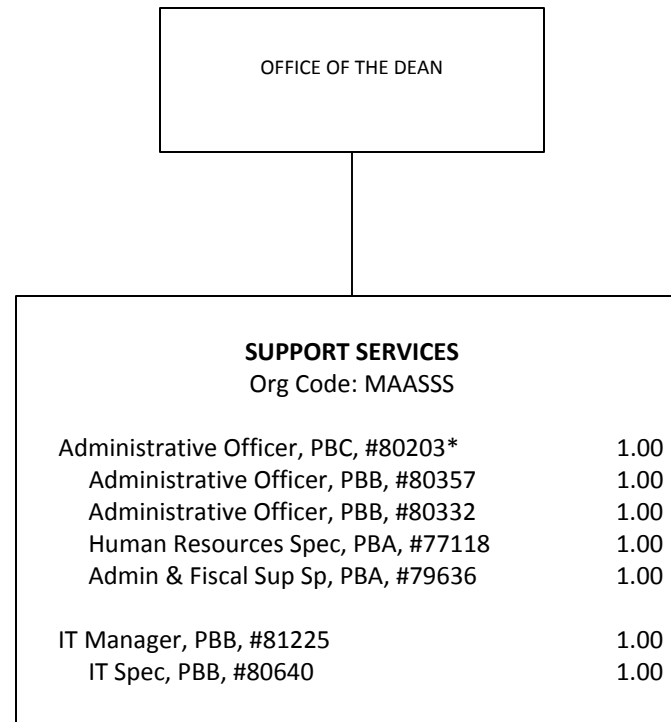 OFFICE OF THE DEAN
SUPPORT SERVICES
Org Code: MAASSS
Administrative Officer, PBC, #80203* 1.00
Administrative Officer, PBB, #80357 1.00
Administrative Officer, PBB, #80332 1.00
Human Resources Spec, PBA, #77118 1.00
Admin & Fiscal Sup Sp, PBA, #79636 1.00
IT Manager, PBB, #81225 1.00
IT Spec, PBB, #80640 1.00